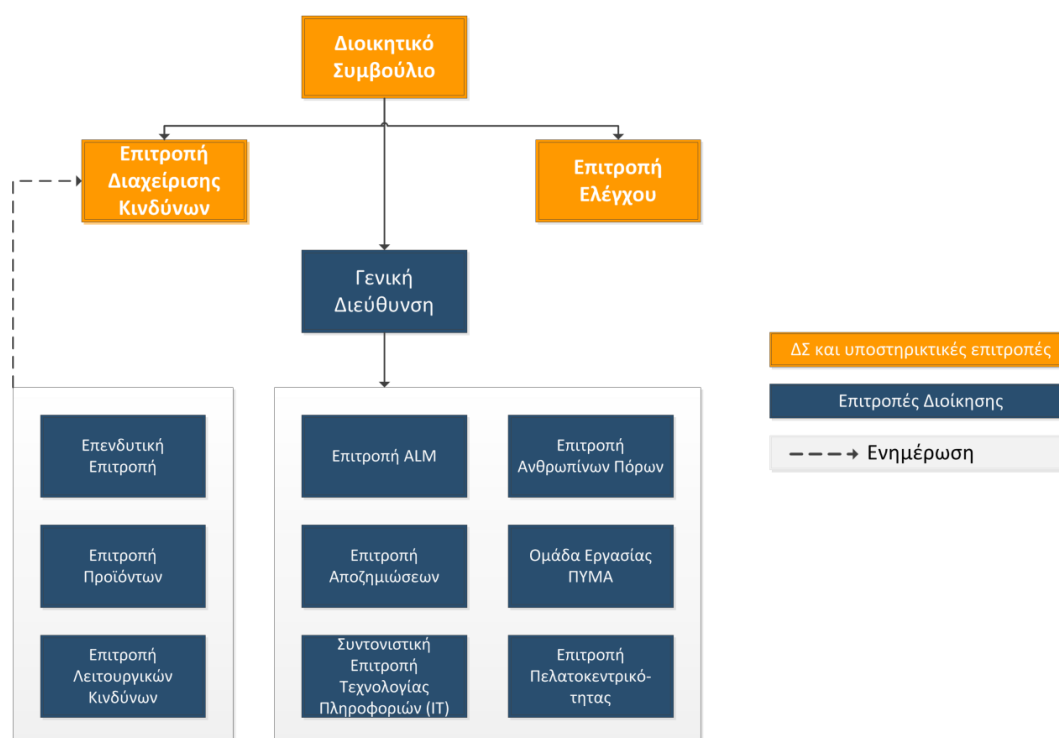 Διοικητικό
Συμβούλιο
Επιτροπή
Διαχείρισης
Κινδύνων
Επιτροπή
Ελέγχου
Γενική
Διεύθυνση
ΔΣ και υποστηρικτικές επιτροπές
Επιτροπές Διοίκησης
Ενημέρωση
Επενδυτική
Επιτροπή
Επιτροπή
Προϊόντων
Επιτροπή
Λειτουργικών
Κινδύνων
Επιτροπή ALM
Επιτροπή
Ανθρωπίνων Πόρων
Επιτροπή
Αποζημιώσεων
Ομάδα Εργασίας
ΠΥΜΑ
Συντονιστική
Επιτροπή
Τεχνολογίας
Πληροφοριών (IT)
Επιτροπή
Πελατοκεντρικό-
τητας